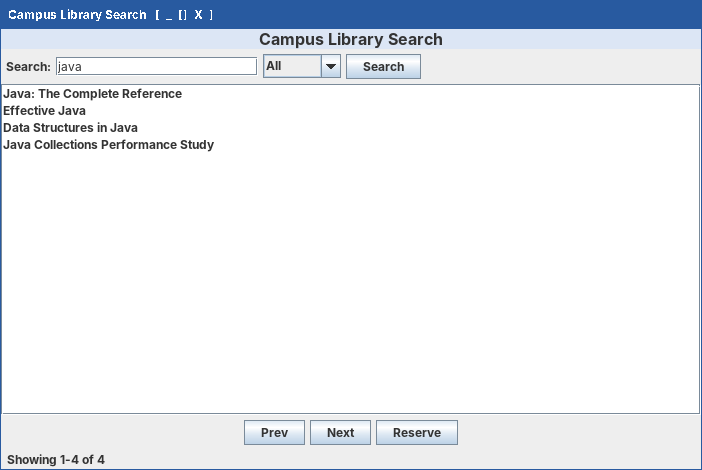 Campus Library Search [ _ [] X ]
Campus Library Search
Search: java All Search
Java: The Complete Reference
Effective Java
Data Structures in Java
Java Collections Performance Study
Prev Next Reserve
Showing 1-4 of 4